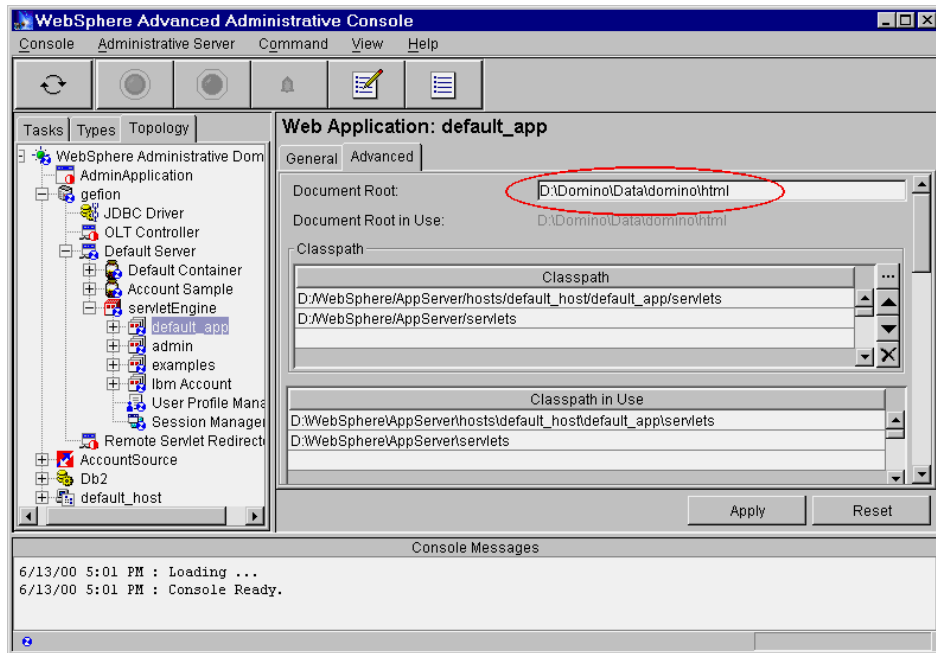 WebSphere Advanced Administrative Console
Console Administrative Server Command View Help
Tasks Types Topology
WebSphere Administrative Dom
AdminApplication
gefion
JDBC Driver
OLT Controller
Default Server
Default Container
Account Sample
servletEngine
default_app
admin
examples
Ibm Account
User Profile Mana
Session Manager
Remote Servlet Redirect
AccountSource
Db2
default_host
Web Application: default_app
General Advanced
Document Root: D:\Domino\Data\domino\html
Document Root in Use: D:\Domino\Data\domino\html
Classpath
Classpath
D:/WebSphere/AppServer/hosts/default_host/default_app/servlets
D:/WebSphere/AppServer/servlets
Classpath in Use
D:\WebSphere\AppServer\hosts\default_host\default_app\servlets
D:\WebSphere\AppServer\servlets
Apply Reset
Console Messages
6/13/00 5:01 PM : Loading ...
6/13/00 5:01 PM : Console Ready.